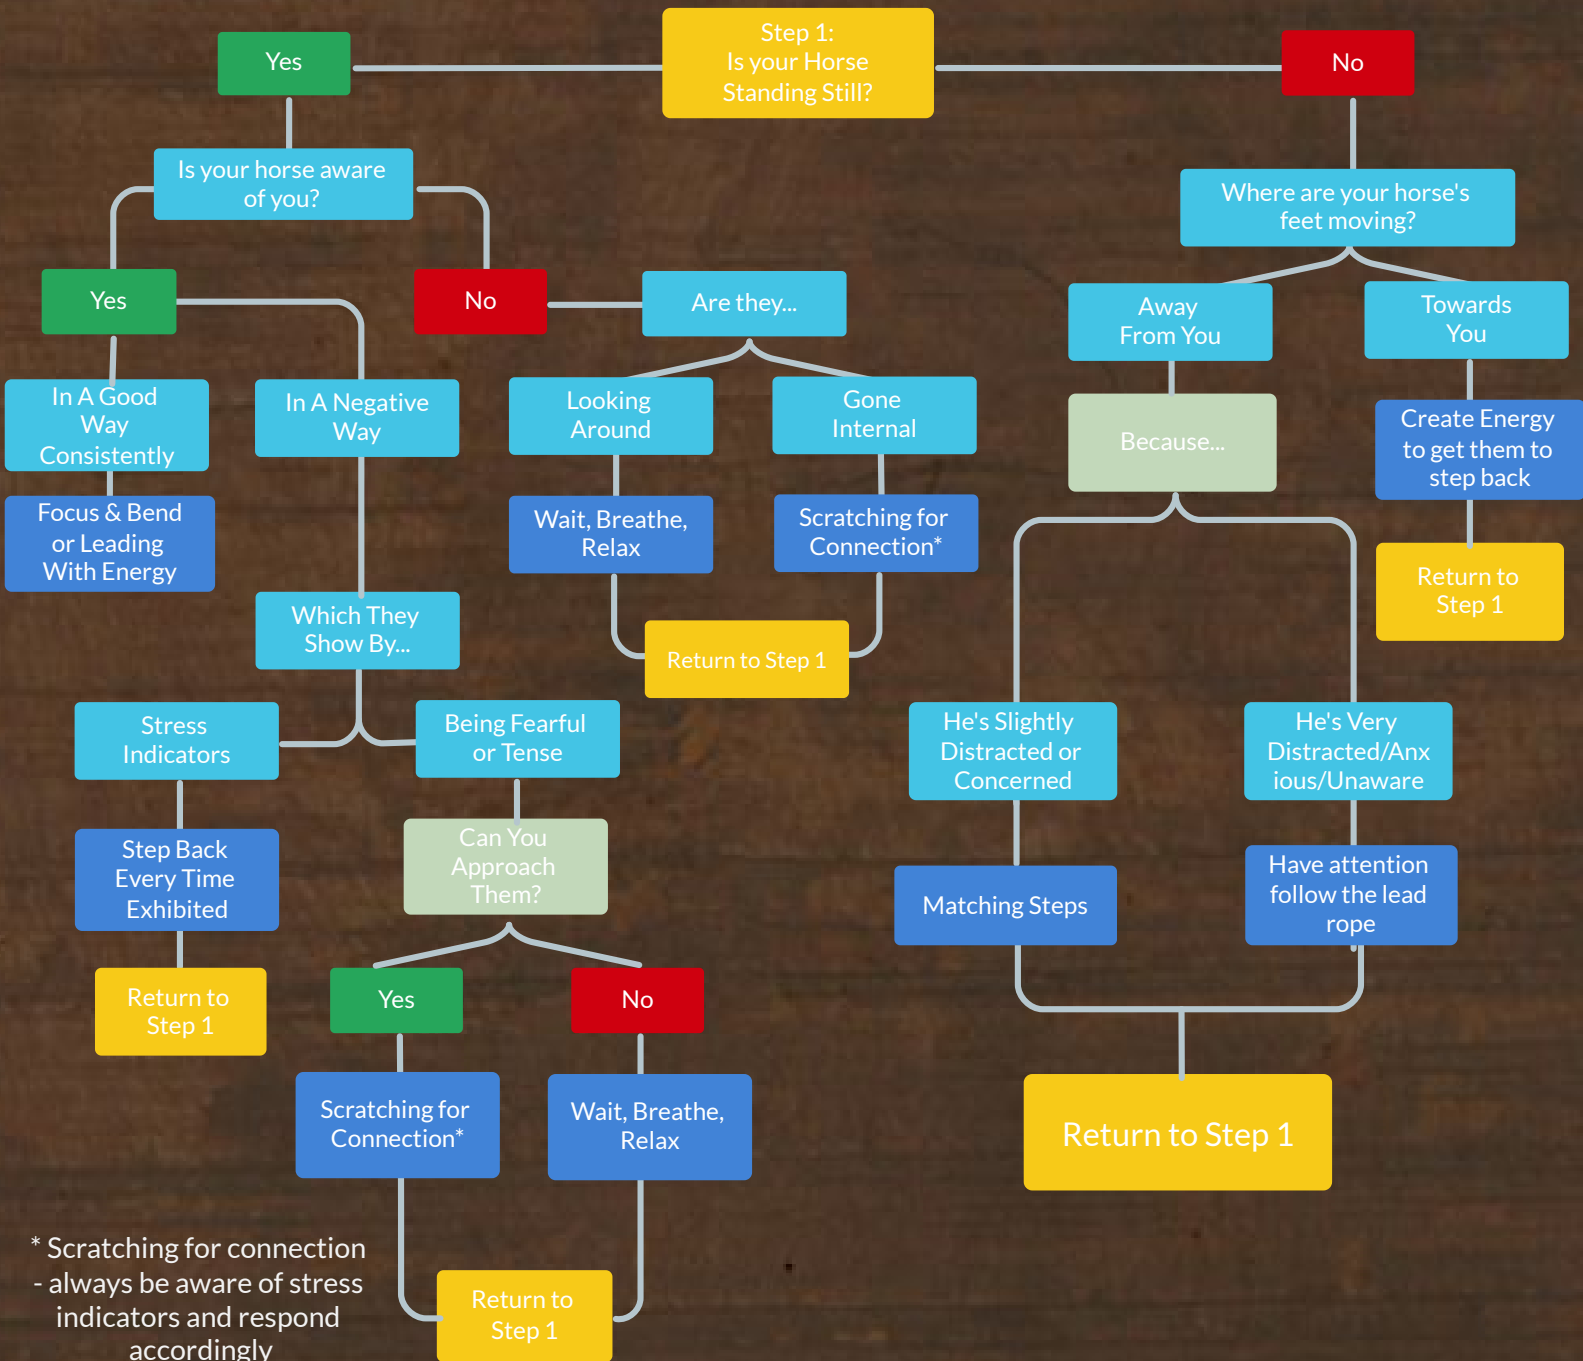 Step 1:
Is your Horse
Standing Still?
Yes
No
Is your horse aware
of you?
Where are your horse's
feet moving?
Yes
No
Are they...
Away
From You
Towards
You
In A Good
Way
Consistently
In A Negative
Way
Looking
Around
Gone
Internal
Because...
Create Energy
to get them to
step back
Focus & Bend
or Leading
With Energy
Wait, Breathe,
Relax
Scratching for
Connection*
Return to
Step 1
Which They
Show By...
Return to Step 1
Stress
Indicators
Being Fearful
or Tense
He's Slightly
Distracted or
Concerned
He's Very
Distracted/Anx
ious/Unaware
Step Back
Every Time
Exhibited
Can You
Approach
Them?
Matching Steps
Have attention
follow the lead
rope
Return to
Step 1
Yes
No
Scratching for
Connection*
Wait, Breathe,
Relax
Return to Step 1
* Scratching for connection
- always be aware of stress
indicators and respond
accordingly
Return to
Step 1